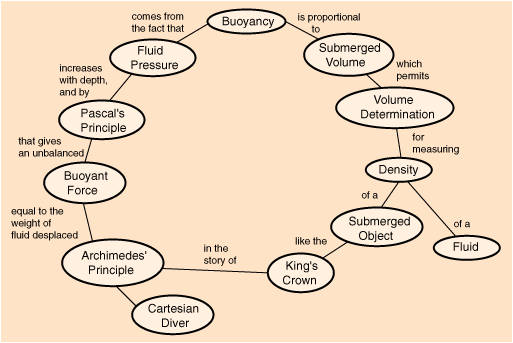 Buoyancy
comes from
the fact that
is proportional
to
Fluid
Pressure
Submerged
Volume
increases
with depth,
and by
which
permits
Pascal's
Principle
Volume
Determination
that gives
an unbalanced
for
measuring
Buoyant
Force
Density
equal to the
weight of
fluid desplaced
of a
of a
Submerged
Object
Fluid
Archimedes'
Principle
in the
story of
like the
King's
Crown
Cartesian
Diver